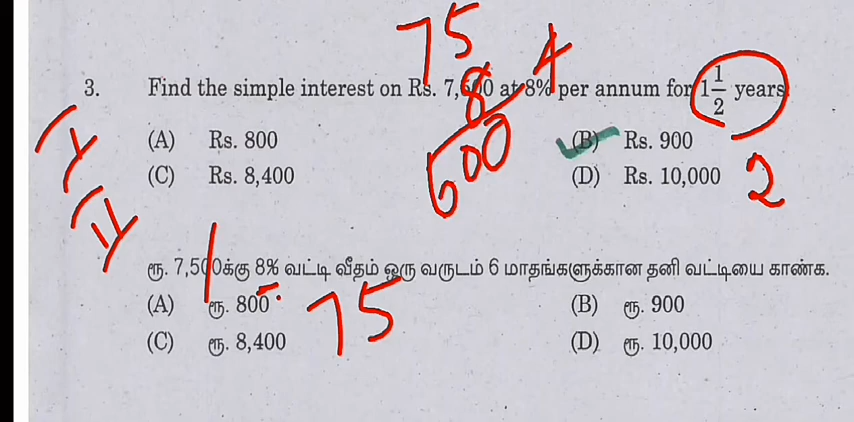 75
3. Find the simple interest on Rs. 7,500 at 8% per annum for 1 1/2 years
8 4
600
(A) Rs. 800 (B) Rs. 900
(C) Rs. 8,400 (D) Rs. 10,000
2
I
II
ரூ. 7,500க்கு 8% வட்டி வீதம் ஒரு வருடம் 6 மாதங்களுக்கான தனி வட்டியை காண்க.
(A) ரூ. 800 (B) ரூ. 900
75
(C) ரூ. 8,400 (D) ரூ. 10,000